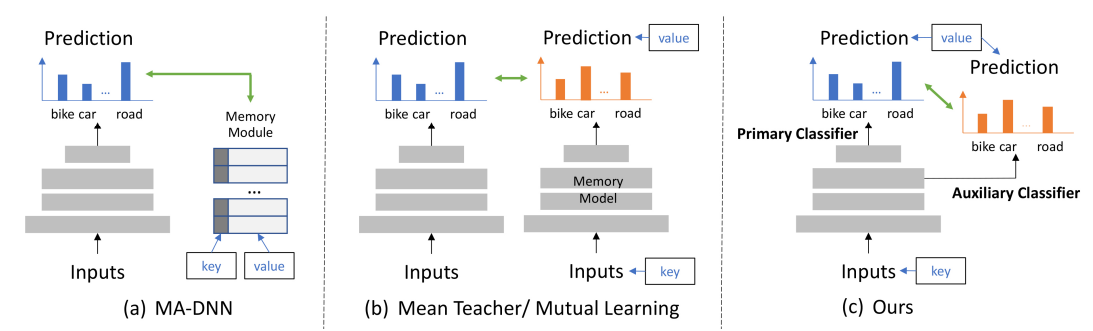 Prediction
bike car ... road
Memory
Module
...
key
value
Inputs
(a) MA-DNN
Prediction
bike car ... road
Prediction
value
bike car ... road
Memory
Model
Inputs
Inputs
key
(b) Mean Teacher/ Mutual Learning
Prediction
value
Prediction
bike car ... road
bike car ... road
Primary Classifier
Auxiliary Classifier
Inputs
key
(c) Ours